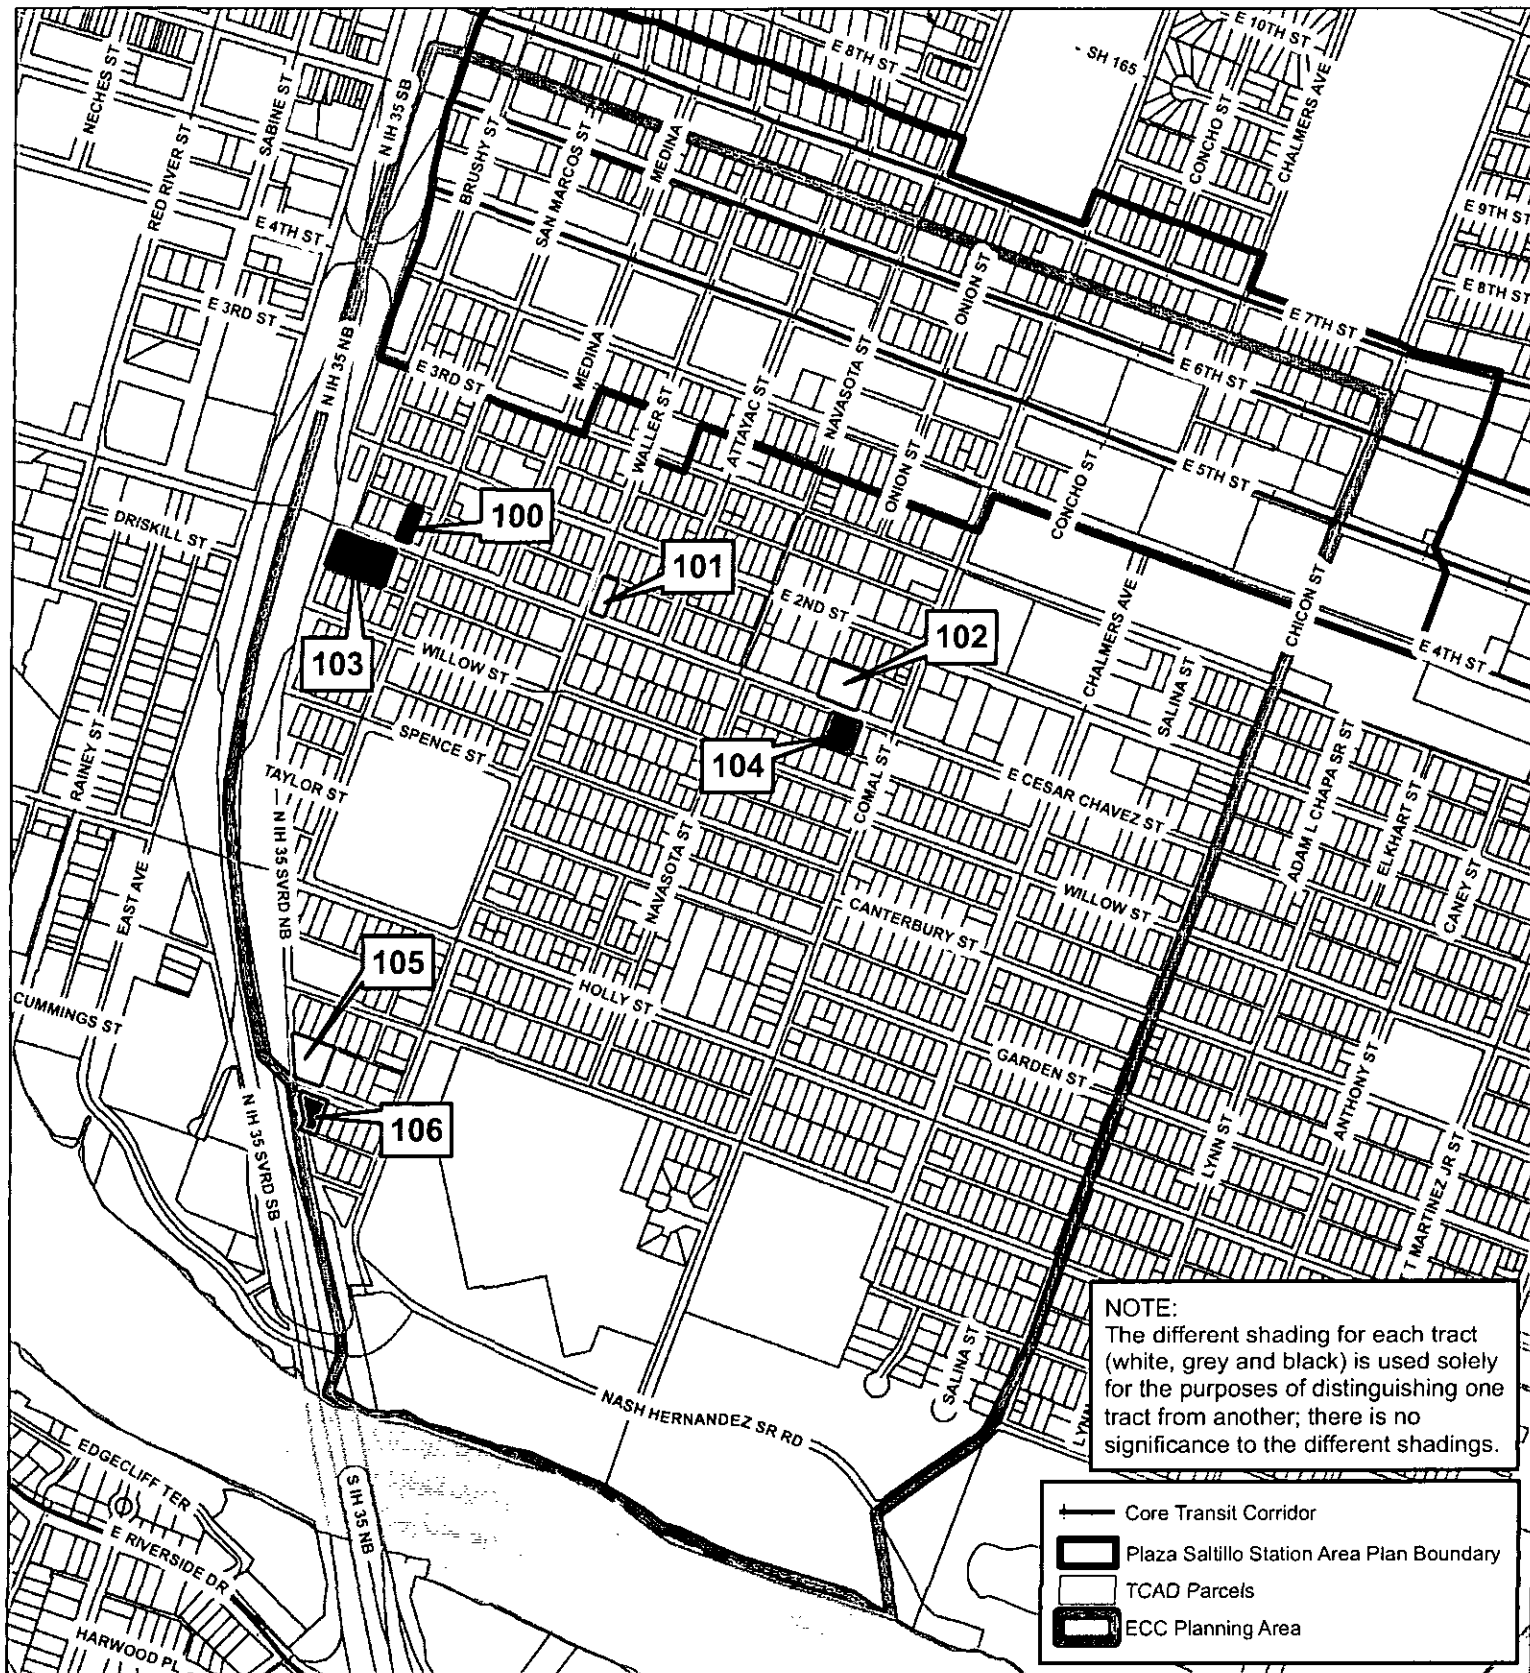 E 10TH ST
E 8TH ST
SH 165
NECHES ST
SABINE ST
RED RIVER ST
N IH 35 SB
BRUSHY ST
SAN MARCOS ST
MEDINA
CONCHO ST
CHALMERS AVE
E 9TH ST
E 8TH ST
E 4TH ST
E 3RD ST
N IH 35 NB
E 3RD ST
MEDINA
WALLER ST
ATTAYAC ST
NAVASOTA ST
ONION ST
ONION ST
E 7TH ST
E 6TH ST
E 5TH ST
CONCHO ST
CHICON ST
E 4TH ST
DRISKILL ST
100
101
102
103
104
E 2ND ST
CHALMERS AVE
SALINA ST
WILLOW ST
SPENCE ST
TAYLOR ST
RAINEY ST
EAST AVE
N IH 35 SVRD NB
NAVASOTA ST
COMAL ST
E CESAR CHAVEZ ST
ADAM L CHAPA SR ST
ELKHART ST
CANEY ST
WILLOW ST
CANTERBURY ST
HOLLY ST
GARDEN ST
ANTHONY ST
LYNN ST
T MARTINEZ JR ST
CUMMINGS ST
105
106
N IH 35 SVRD SB
NASH HERNANDEZ SR RD
SALINA ST
LYNN
EDGECLIFF TER
E RIVERSIDE DR
HARWOOD PL
S IH 35 NB
NOTE:
The different shading for each tract
(white, grey and black) is used solely
for the purposes of distinguishing one
tract from another; there is no
significance to the different shadings.
Core Transit Corridor
Plaza Saltillo Station Area Plan Boundary
TCAD Parcels
ECC Planning Area